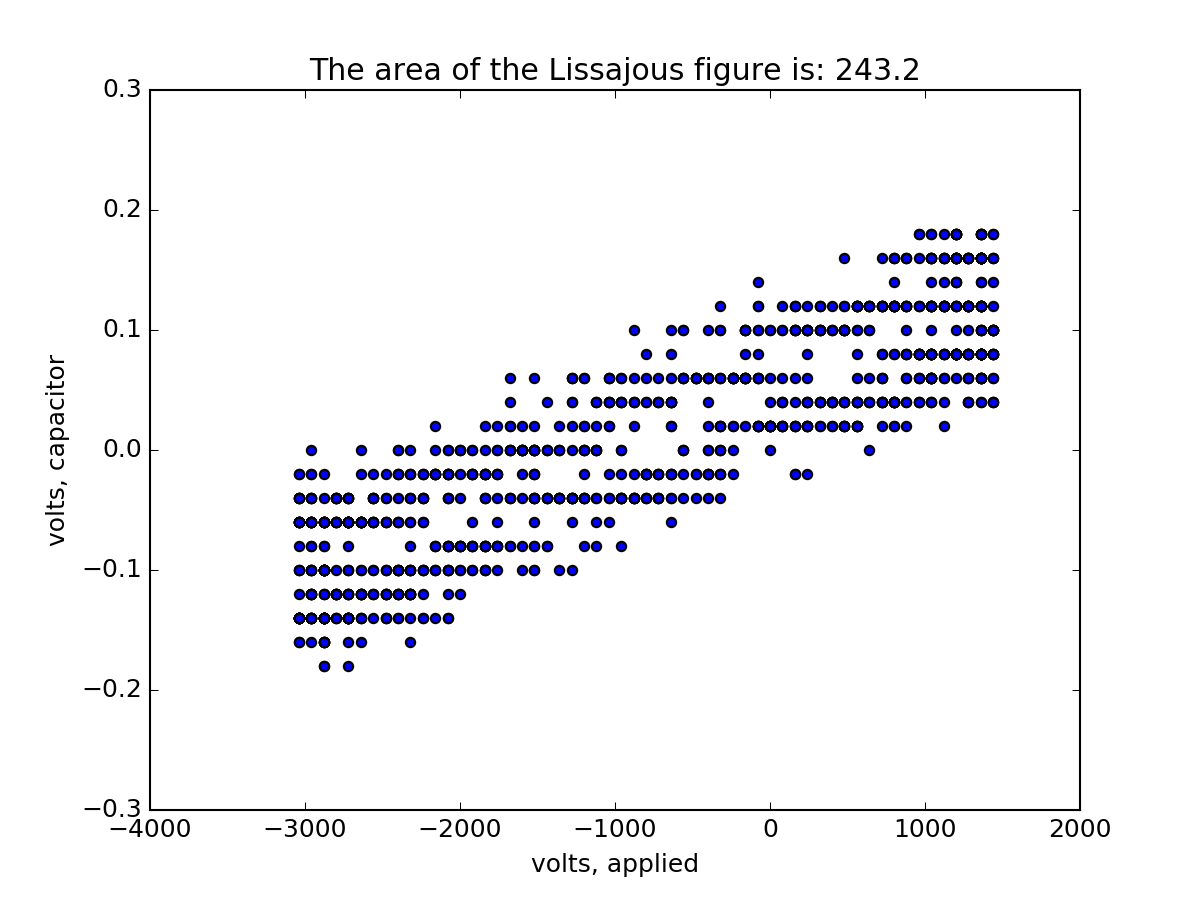 The area of the Lissajous figure is: 243.2
0.3
0.2
0.1
0.0
−0.1
−0.2
−0.3
volts, capacitor
−4000 −3000 −2000 −1000 0 1000 2000
volts, applied